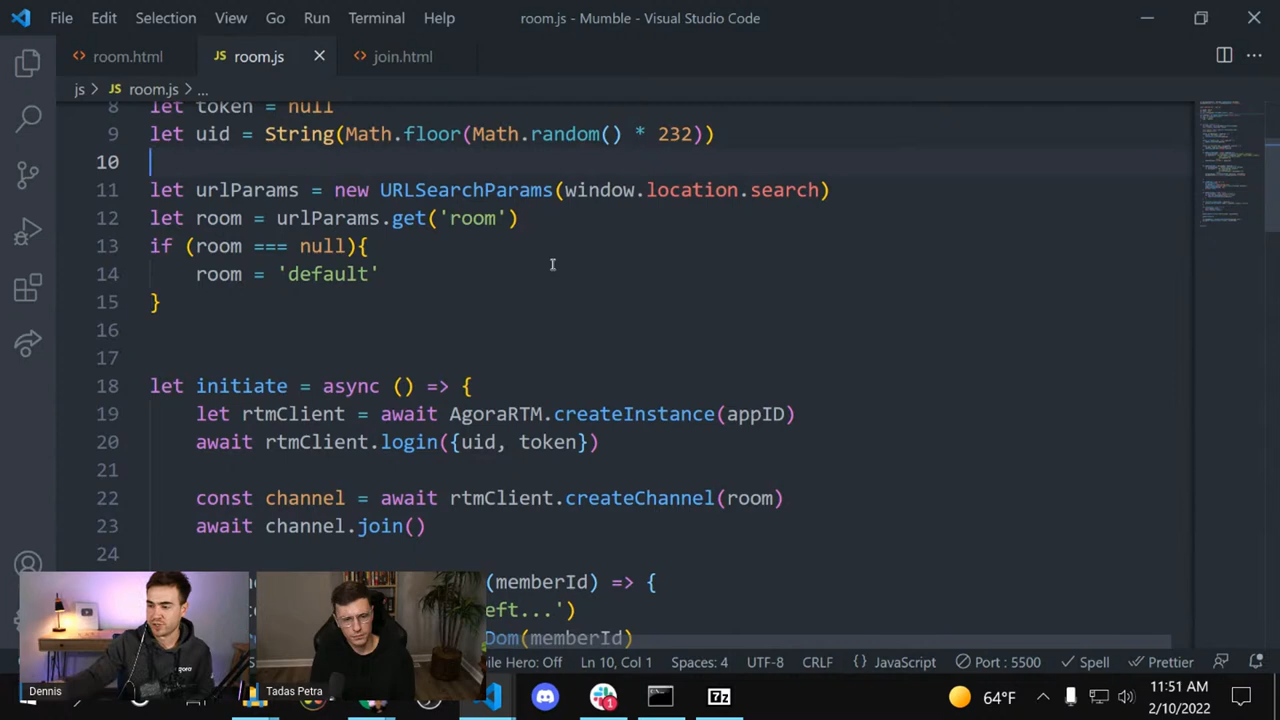 File Edit Selection View Go Run Terminal Help room.js - Mumble - Visual Studio Code
room.html JS room.js join.html
js > JS room.js > ...
8 let token = null
9 let uid = String(Math.floor(Math.random() * 232))
10
11 let urlParams = new URLSearchParams(window.location.search)
12 let room = urlParams.get('room')
13 if (room === null){
14 room = 'default'
15 }
16
17
18 let initiate = async () => {
19 let rtmClient = await AgoraRTM.createInstance(appID)
20 await rtmClient.login({uid, token})
21
22 const channel = await rtmClient.createChannel(room)
23 await channel.join()
24
(memberId) => {
eft...')
Dom(memberId)
Hero: Off Ln 10, Col 1 Spaces: 4 UTF-8 CRLF {} JavaScript Port : 5500 Spell Prettier
Dennis Tadas Petra
1 7z 64°F 11:51 AM
2/10/2022